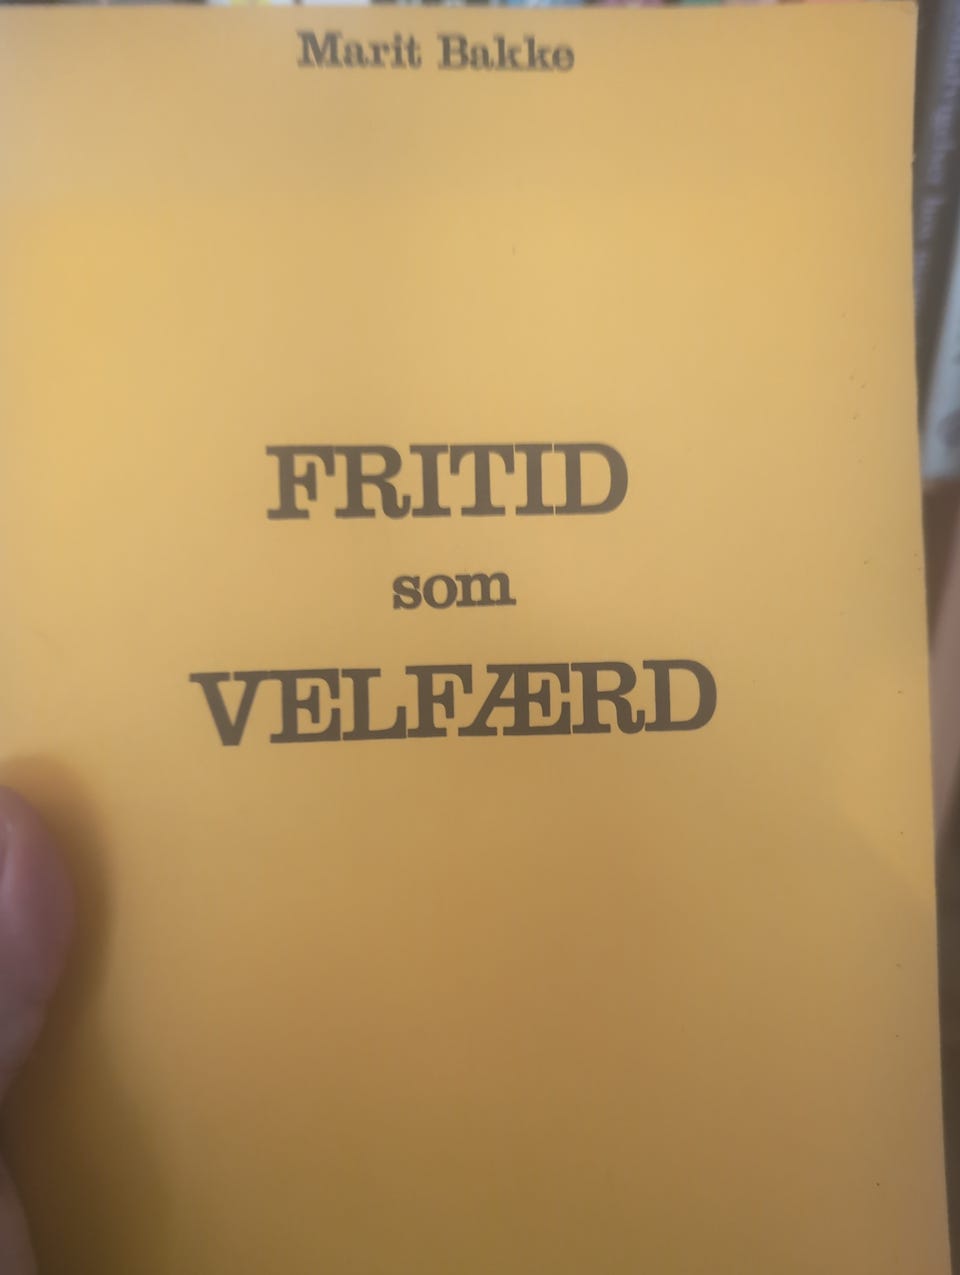 Marit Bakke
FRITID
som
VELFÆRD